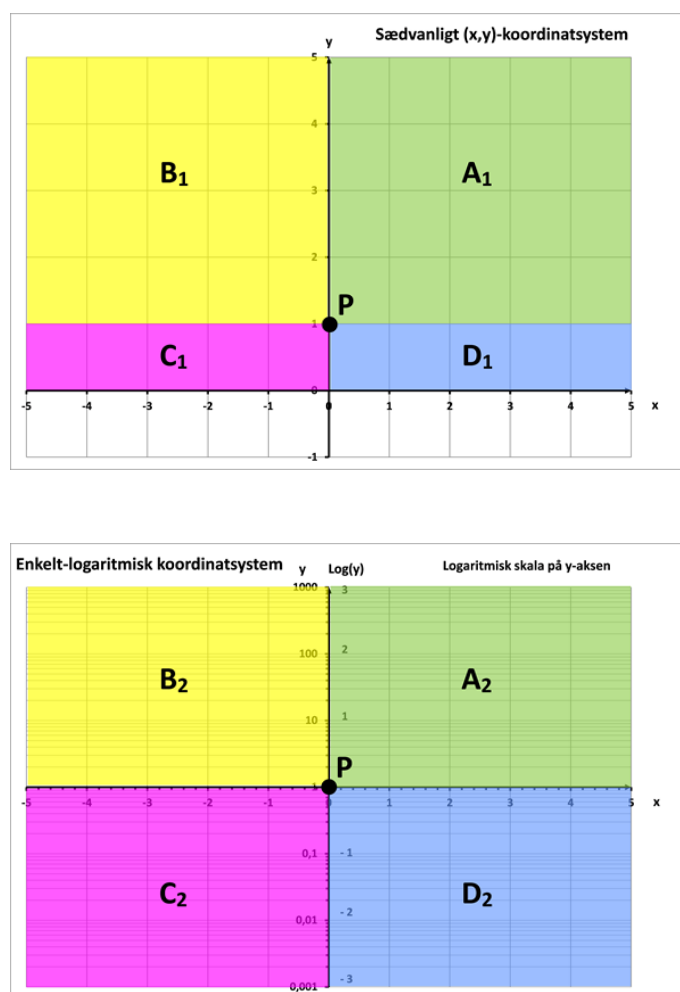 Sædvanligt (x,y)-koordinatsystem
y
5
4
B₁ A₁
3
2
P
1
C₁ D₁
0
-5 -4 -3 -2 -1 0 1 2 3 4 5 x
-1
Enkelt-logaritmisk koordinatsystem y Log(y) Logaritmisk skala på y-aksen
1000 3
100 2
B₂ A₂
10 1
P
1
-5 -4 -3 -2 -1 0 1 2 3 4 5 x
0,1 - 1
C₂ D₂
0,01 - 2
0,001 - 3